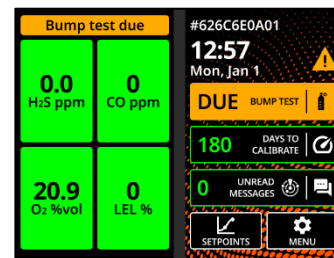 Bump test due
0.0
H₂S ppm
0
CO ppm
20.9
O₂ %vol
0
LEL %
#626C6E0A01
12:57
Mon, Jan 1
DUE BUMP TEST
180 DAYS TO
CALIBRATE
0 UNREAD
MESSAGES
SETPOINTS
MENU